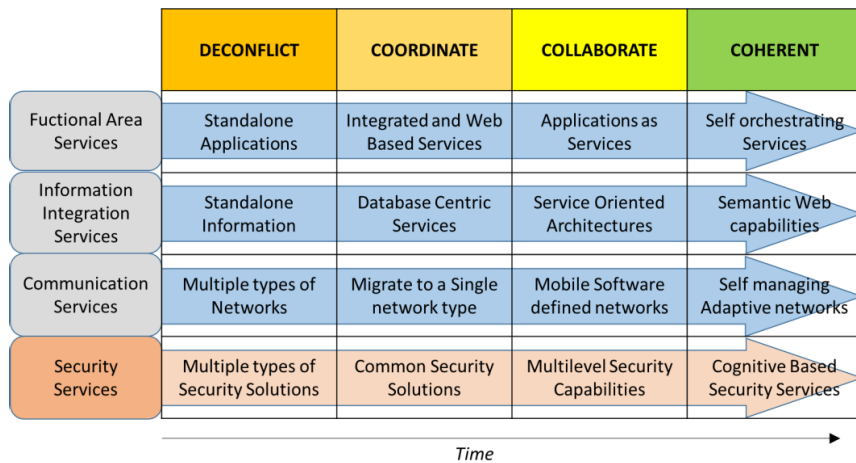 DECONFLICT COORDINATE COLLABORATE COHERENT
Fuctional Area
Services
Standalone
Applications
Integrated and Web
Based Services
Applications as
Services
Self orchestrating
Services
Information
Integration
Services
Standalone
Information
Database Centric
Services
Service Oriented
Architectures
Semantic Web
capabilities
Communication
Services
Multiple types of
Networks
Migrate to a Single
network type
Mobile Software
defined networks
Self managing
Adaptive networks
Security
Services
Multiple types of
Security Solutions
Common Security
Solutions
Multilevel Security
Capabilities
Cognitive Based
Security Services
Time